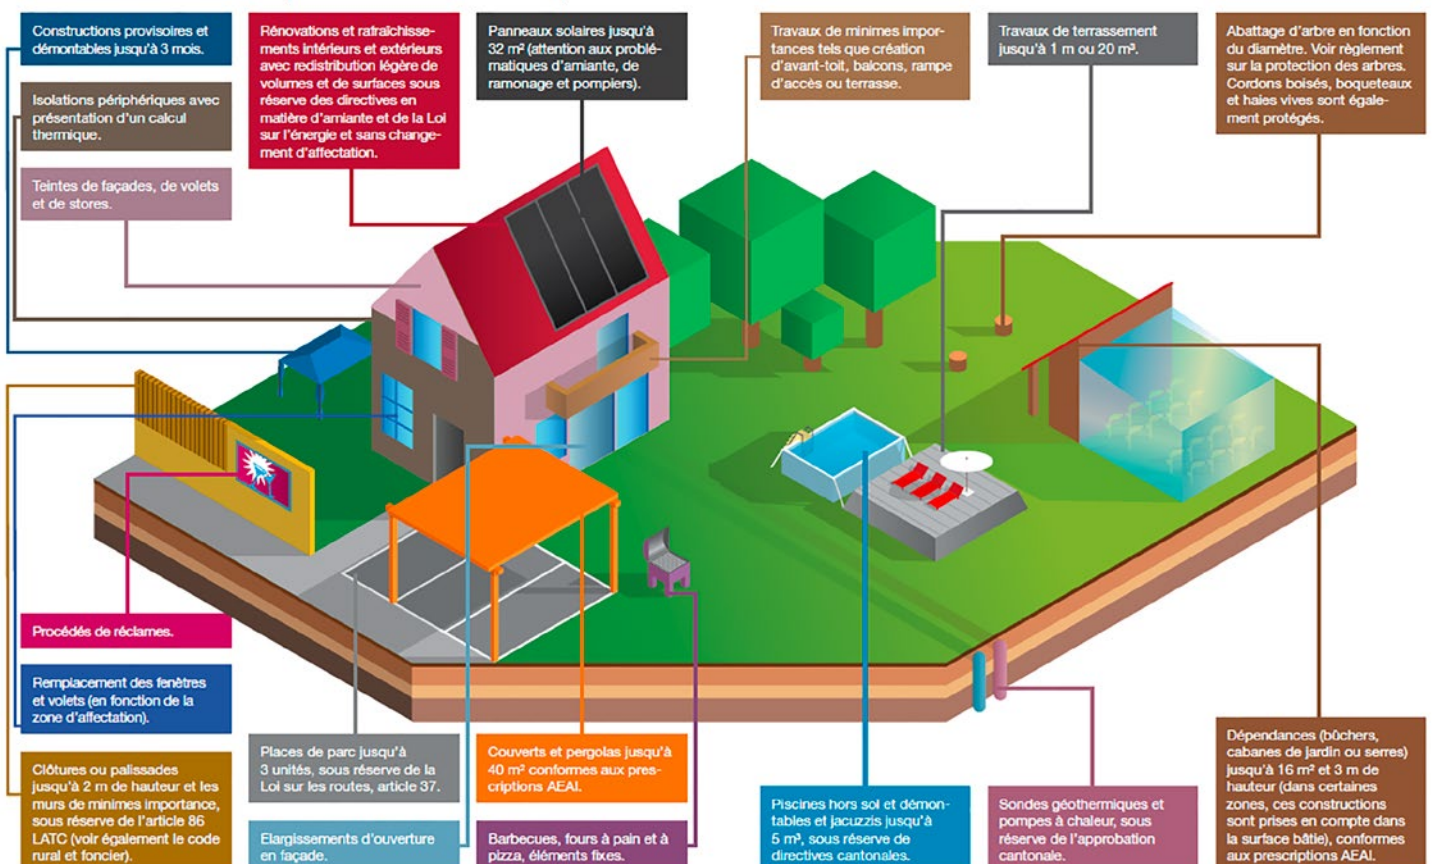 Constructions provisoires et
démontables jusqu'à 3 mois.
Isolations périphériques avec
présentation d'un calcul
thermique.
Teintes de façades, de volets
et de stores.
Rénovations et rafraîchisse-
ments intérieurs et extérieurs
avec redistribution légère de
volumes et de surfaces sous
réserve des directives en
matière d'amiante et de la Loi
sur l'énergie et sans change-
ment d'affectation.
Panneaux solaires jusqu'à
32 m² (attention aux problé-
matiques d'amiante, de
ramonage et pompiers).
Travaux de minimes impor-
tances tels que création
d'avant-toit, balcons, rampe
d'accès ou terrasse.
Travaux de terrassement
jusqu'à 1 m ou 20 m³.
Abattage d'arbre en fonction
du diamètre. Voir règlement
sur la protection des arbres.
Cordons boisés, boqueteaux
et haies vives sont égale-
ment protégés.
Procédés de réclames.
Remplacement des fenêtres
et volets (en fonction de la
zone d'affectation).
Clôtures ou palissades
jusqu'à 2 m de hauteur et les
murs de minimes importance,
sous réserve de l'article 86
LATC (voir également le code
rural et foncier).
Places de parc jusqu'à
3 unités, sous réserve de la
Loi sur les routes, article 37.
Elargissements d'ouverture
en façade.
Couverts et pergolas jusqu'à
40 m² conformes aux pres-
criptions AEAI.
Barbecues, fours à pain et à
pizza, éléments fixes.
Piscines hors sol et démon-
tables et jacuzzis jusqu'à
5 m³, sous réserve de
directives cantonales.
Sondes géothermiques et
pompes à chaleur, sous
réserve de l'approbation
cantonale.
Dépendances (bûchers,
cabanes de jardin ou serres)
jusqu'à 16 m² et 3 m de
hauteur (dans certaines
zones, ces constructions
sont prises en compte dans
la surface bâtie), conformes
aux prescriptions AEAI.